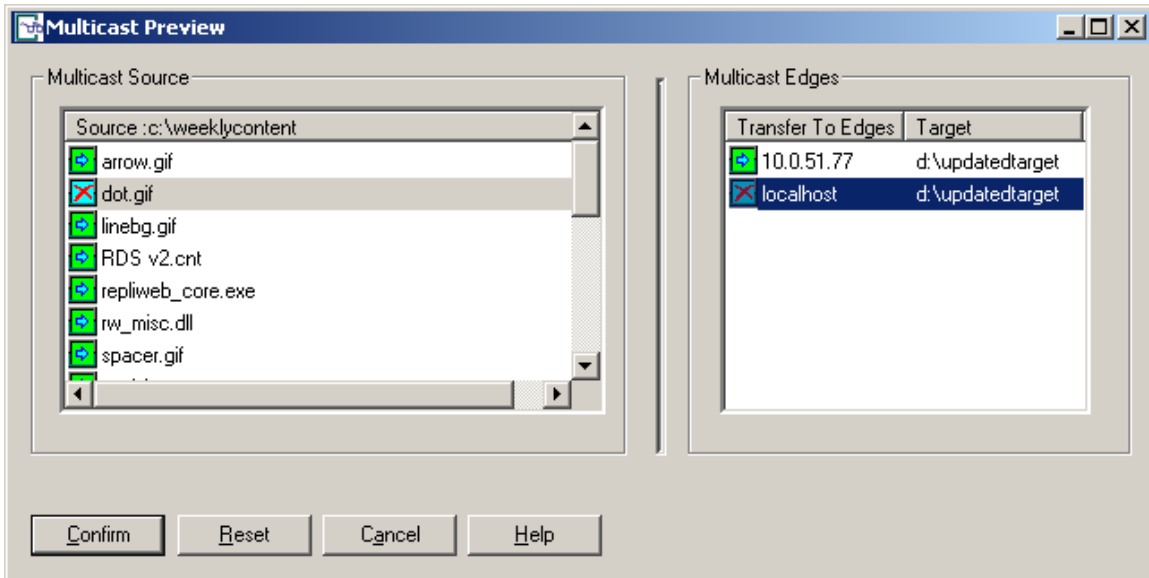 Multicast Preview
Multicast Source
Source :c:\weeklycontent
arrow.gif
dot.gif
linebg.gif
RDS v2.cnt
repliweb_core.exe
rw_misc.dll
spacer.gif
Multicast Edges
Transfer To Edges Target
10.0.51.77 d:\updatedtarget
localhost d:\updatedtarget
Confirm Reset Cancel Help